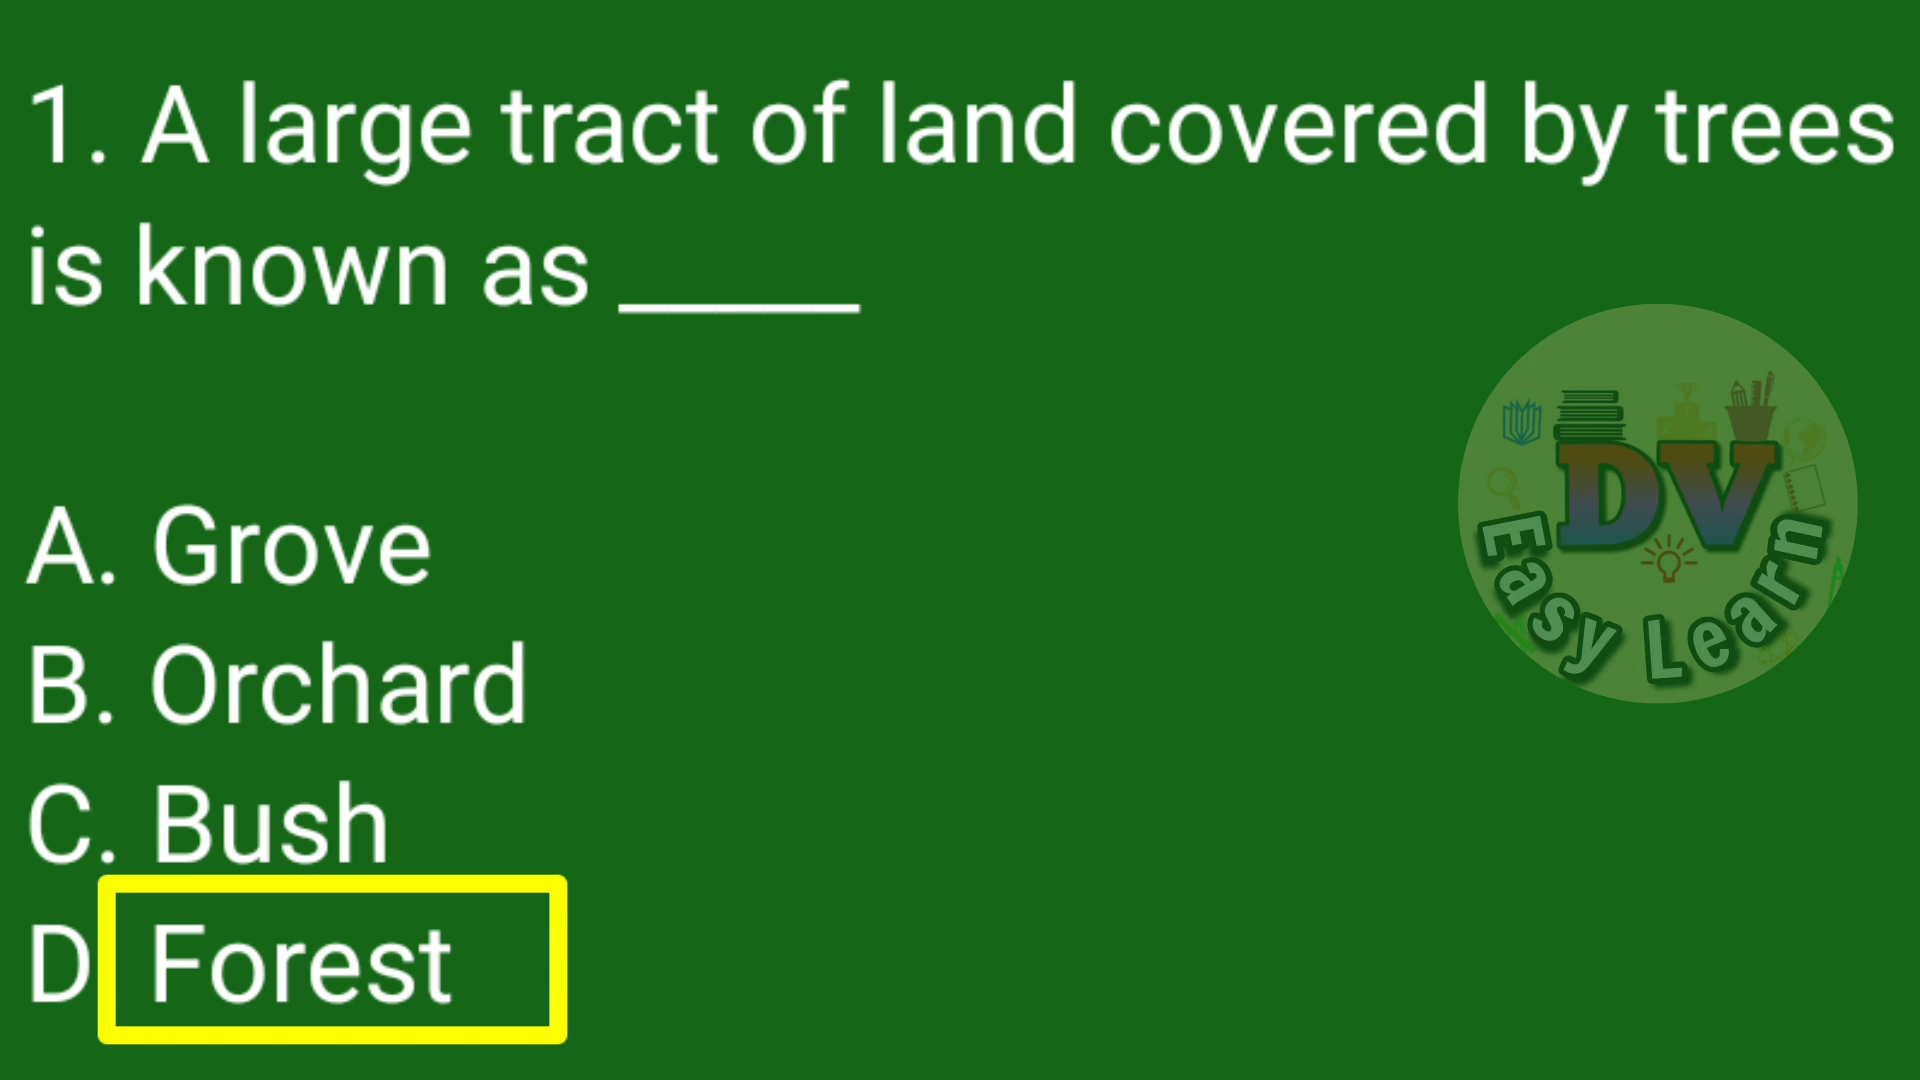 1. A large tract of land covered by trees
is known as _____
A. Grove
B. Orchard
C. Bush
D Forest
DV
Easy Learn